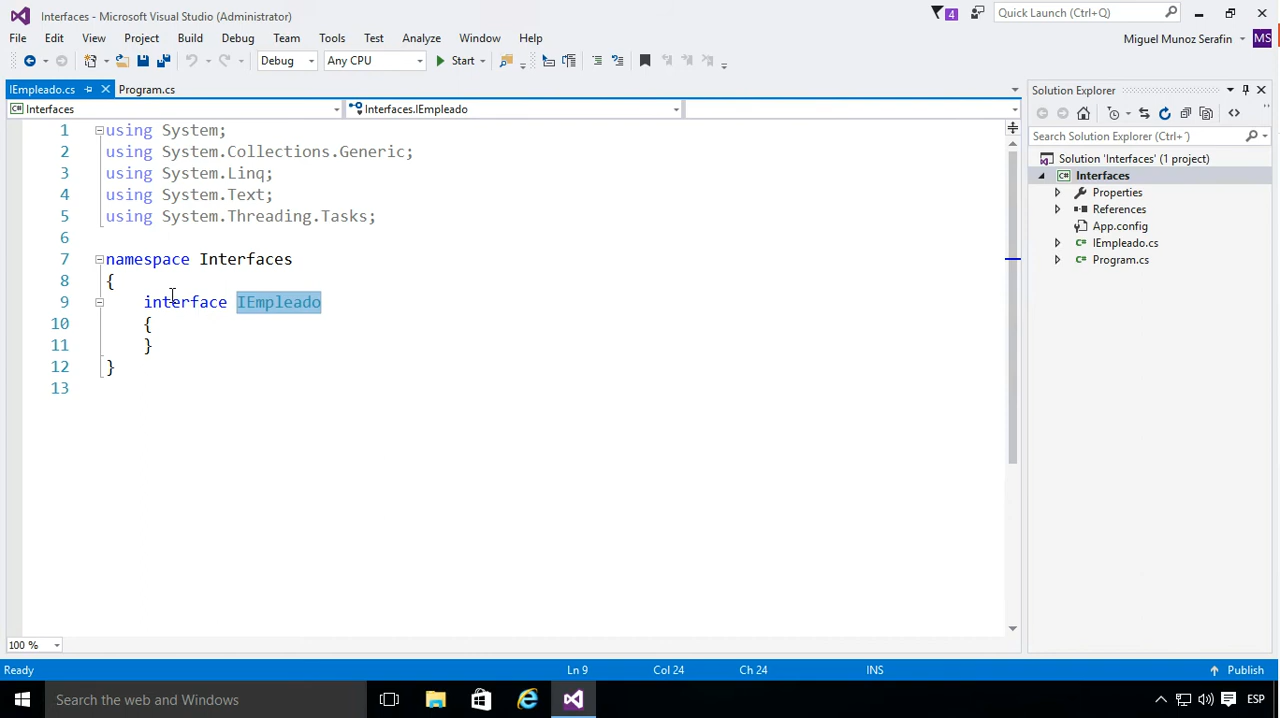 Interfaces - Microsoft Visual Studio (Administrator)
4
Quick Launch (Ctrl+Q)
File Edit View Project Build Debug Team Tools Test Analyze Window Help
Miguel Munoz Serafin MS
Debug Any CPU Start
IEmpleado.cs Program.cs
Interfaces Interfaces.IEmpleado
1 using System;
2 using System.Collections.Generic;
3 using System.Linq;
4 using System.Text;
5 using System.Threading.Tasks;
6
7 namespace Interfaces
8 {
9 interface IEmpleado
10 {
11 }
12 }
13
100 %
Solution Explorer
Search Solution Explorer (Ctrl+´)
Solution 'Interfaces' (1 project)
C# Interfaces
Properties
References
App.config
C# IEmpleado.cs
C# Program.cs
Ready Ln 9 Col 24 Ch 24 INS Publish
Search the web and Windows
ESP